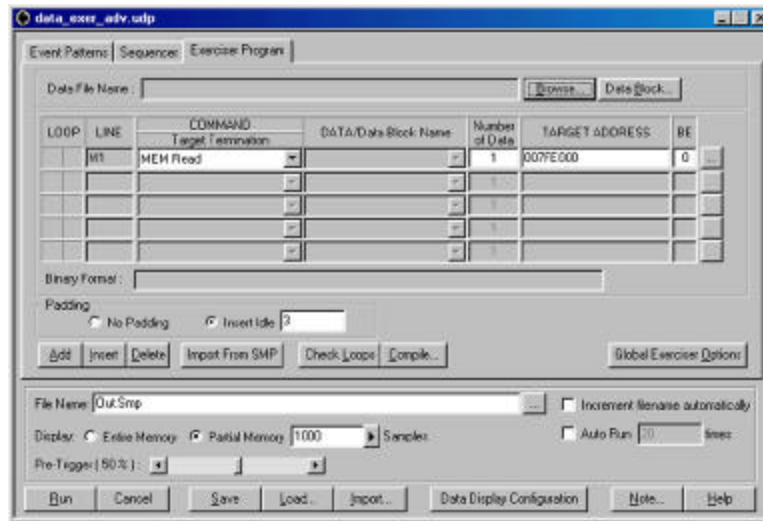 data_exer_adv.udp
Event Patterns Sequencer Exerciser Program
Data File Name : Browse... Data Block...
LOOP LINE COMMAND DATA/Data Block Name Number of Data TARGET ADDRESS BE
Target Termination
M1 MEM Read 1 007FE000 0 ...
1 ...
1 ...
1 ...
1 ...
Binary Format :
Padding
No Padding Insert Idle 3
Add Insert Delete Import From SMP Check Loops Compile... Global Exerciser Options
File Name: Out.Smp ... Increment filename automatically
Display: Entire Memory Partial Memory 1000 Samples Auto Run 20 times
Pre-Trigger ( 50 % ) :
Run Cancel Save Load... Import... Data Display Configuration Note... Help